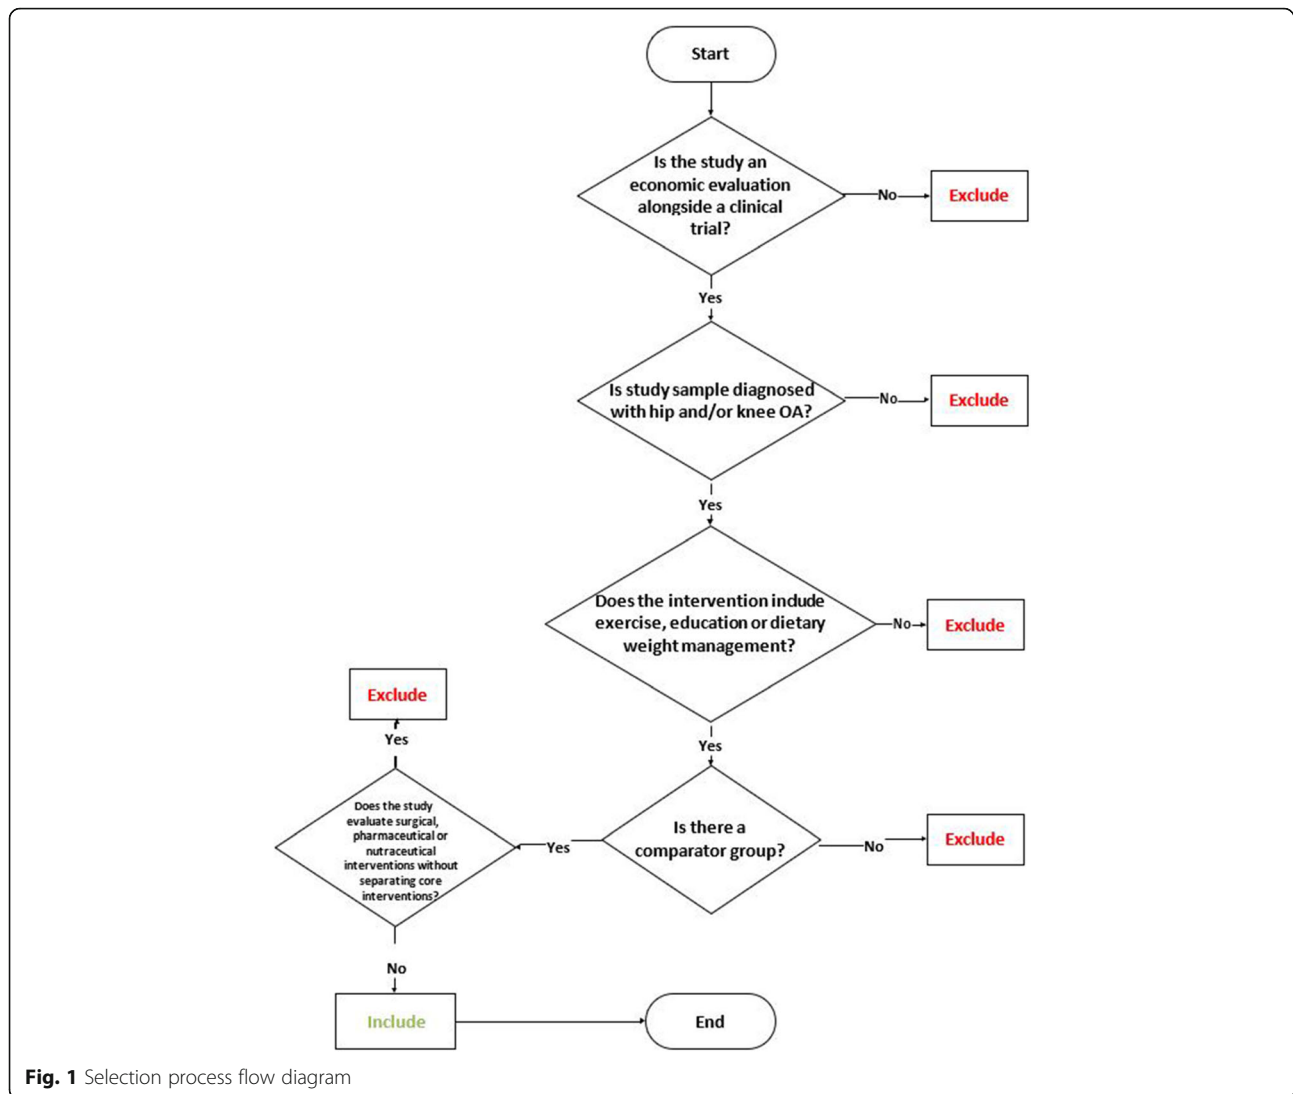 Start
Is the study an
economic evaluation
alongside a clinical
trial?
No
Exclude
Yes
Is study sample diagnosed
with hip and/or knee OA?
No
Exclude
Yes
Does the intervention include
exercise, education or dietary
weight management?
No
Exclude
Yes
Is there a
comparator group?
No
Exclude
Yes
Does the study
evaluate surgical,
pharmaceutical or
nutraceutical
interventions without
separating core
interventions?
Yes
Exclude
No
Include
End
Fig. 1 Selection process flow diagram